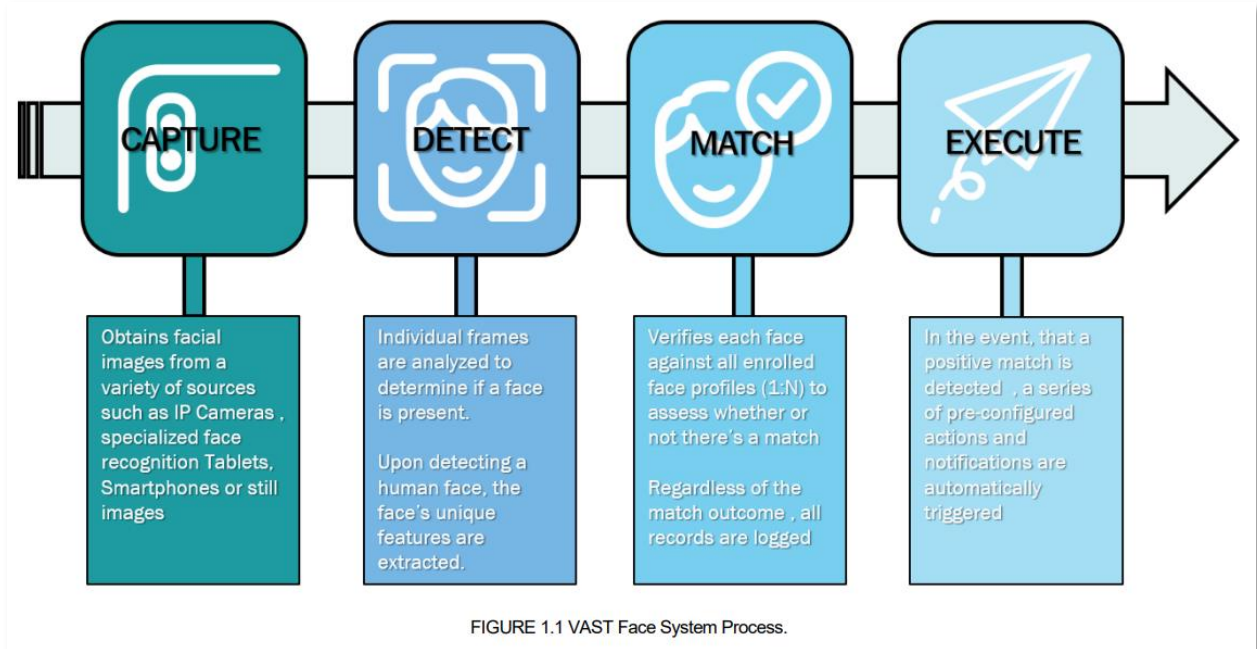 CAPTURE
DETECT
MATCH
EXECUTE
Obtains facial
images from a
variety of sources
such as IP Cameras ,
specialized face
recognition Tablets,
Smartphones or still
images
Individual frames
are analyzed to
determine if a face
is present.
Upon detecting a
human face, the
face's unique
features are
extracted.
Verifies each face
against all enrolled
face profiles (1:N) to
assess whether or
not there's a match
Regardless of the
match outcome , all
records are logged
In the event, that a
positive match is
detected , a series
of pre-configured
actions and
notifications are
automatically
triggered
FIGURE 1.1 VAST Face System Process.